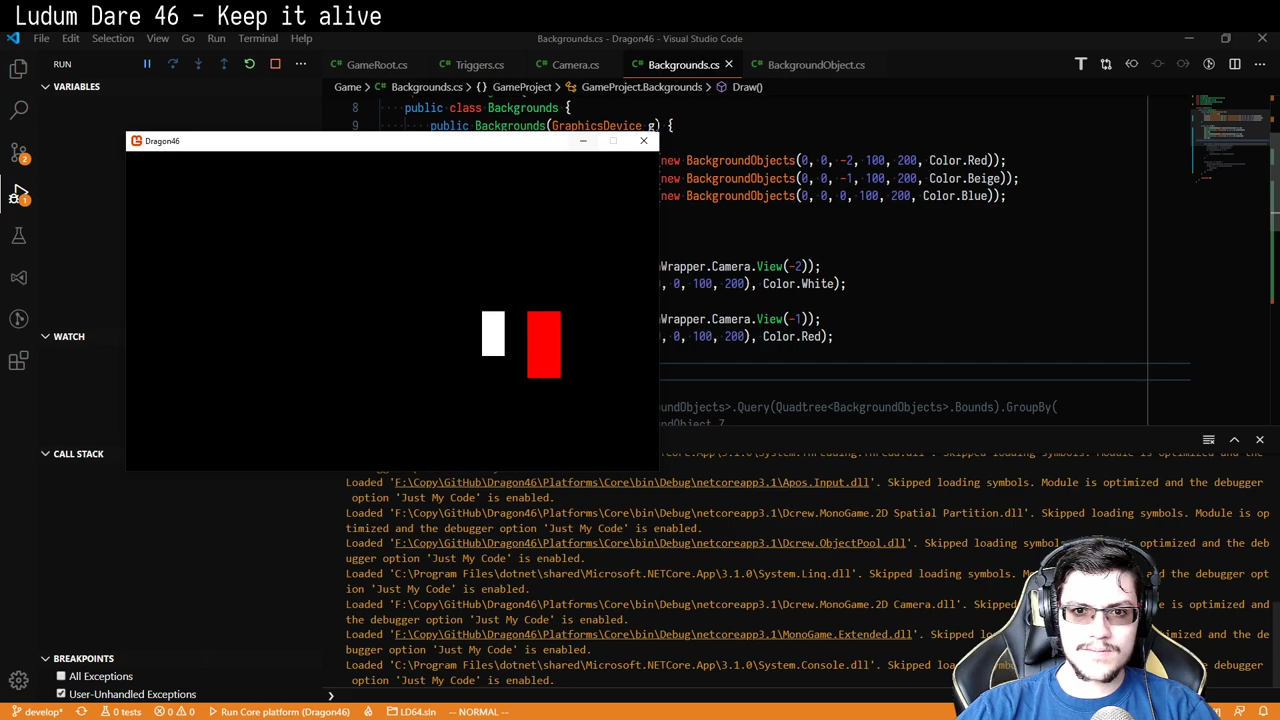 Ludum Dare 46 - Keep it alive
File Edit Selection View Go Run Terminal Help
Backgrounds.cs - Dragon46 - Visual Studio Code
RUN
GameRoot.cs Triggers.cs Camera.cs Backgrounds.cs BackgroundObject.cs
VARIABLES
Game > Backgrounds.cs > {} GameProject > GameProject.Backgrounds > Draw()
8 public class Backgrounds {
9 public Backgrounds(GraphicsDevice g) {
Dragon46
new BackgroundObjects(0, 0, -2, 100, 200, Color.Red));
new BackgroundObjects(0, 0, -1, 100, 200, Color.Beige));
new BackgroundObjects(0, 0, 0, 100, 200, Color.Blue));
Wrapper.Camera.View(-2));
, 0, 100, 200), Color.White);
Wrapper.Camera.View(-1));
, 0, 100, 200), Color.Red);
WATCH
undObjects>.Query(Quadtree<BackgroundObjects>.Bounds).GroupBy(
undObject.Z
CALL STACK
Loaded 'F:\Copy\GitHub\Dragon46\Platforms\Core\bin\Debug\netcoreapp3.1\Apos.Input.dll'. Skipped loading symbols. Module is optimized and the debugger
option 'Just My Code' is enabled.
Loaded 'F:\Copy\GitHub\Dragon46\Platforms\Core\bin\Debug\netcoreapp3.1\Dcrew.MonoGame.2D Spatial Partition.dll'. Skipped loading symbols. Module is op
timized and the debugger option 'Just My Code' is enabled.
Loaded 'F:\Copy\GitHub\Dragon46\Platforms\Core\bin\Debug\netcoreapp3.1\Dcrew.ObjectPool.dll'. Skipped loading symb optimized and the deb
ugger option 'Just My Code' is enabled.
Loaded 'C:\Program Files\dotnet\shared\Microsoft.NETCore.App\3.1.0\System.Linq.dll'. Skipped loading symbols. and the debugger opt
ion 'Just My Code' is enabled.
Loaded 'F:\Copy\GitHub\Dragon46\Platforms\Core\bin\Debug\netcoreapp3.1\Dcrew.MonoGame.2D Camera.dll'. Skipped is optimized and
the debugger option 'Just My Code' is enabled.
Loaded 'F:\Copy\GitHub\Dragon46\Platforms\Core\bin\Debug\netcoreapp3.1\MonoGame.Extended.dll'. Skipped lo timized and the de
bugger option 'Just My Code' is enabled.
Loaded 'C:\Program Files\dotnet\shared\Microsoft.NETCore.App\3.1.0\System.Console.dll'. Skipped loadi and the debugger
option 'Just My Code' is enabled.
BREAKPOINTS
All Exceptions
User-Unhandled Exceptions
develop* 0 tests 0 0 Run Core platform (Dragon46) LD64.sln -- NORMAL --